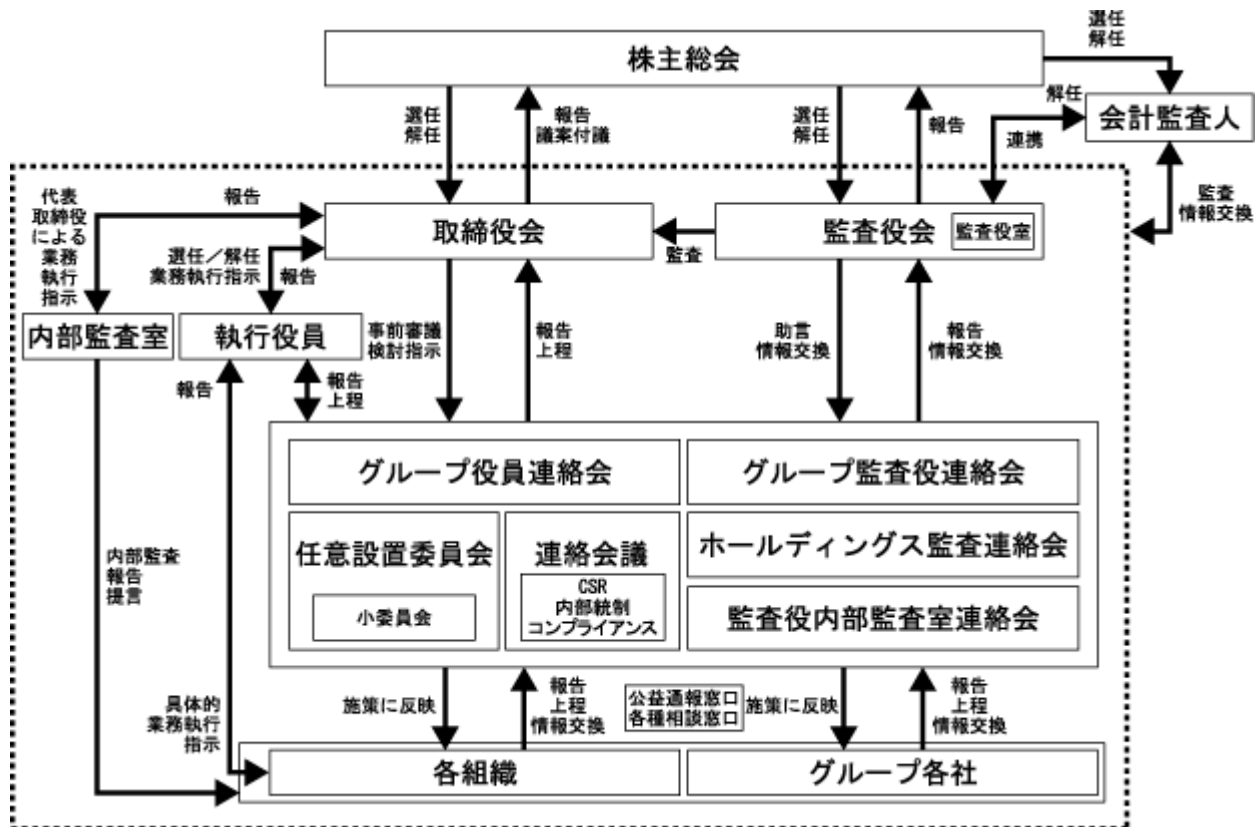 選任
解任
株主総会
解任
会計監査人
選任
解任
報告
議案付議
選任
解任
報告
連携
監査
情報交換
代表
取締役
による
業務
執行
指示
報告
取締役会
監査
監査役会
監査役室
選任／解任
業務執行指示
報告
内部監査室
執行役員
事前審議
検討指示
報告
上程
助言
情報交換
報告
情報交換
報告
報告
上程
グループ役員連絡会
グループ監査役連絡会
任意設置委員会
小委員会
連絡会議
CSR
内部統制
コンプライアンス
ホールディングス監査連絡会
監査役内部監査室連絡会
内部監査
報告
提言
具体的
業務執行
指示
施策に反映
報告
上程
情報交換
公益通報窓口
各種相談窓口
施策に反映
報告
上程
情報交換
各組織
グループ各社